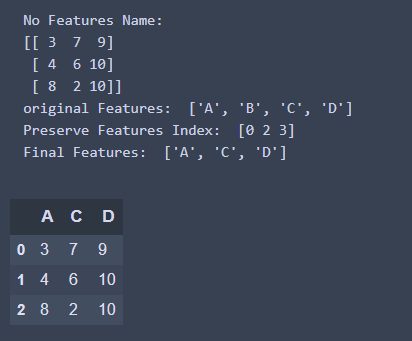 No Features Name:
[[ 3  7  9]
 [ 4  6 10]
 [ 8  2 10]]
original Features:  ['A', 'B', 'C', 'D']
Preserve Features Index:  [0 2 3]
Final Features:  ['A', 'C', 'D']
A C D
0 3 7 9
1 4 6 10
2 8 2 10